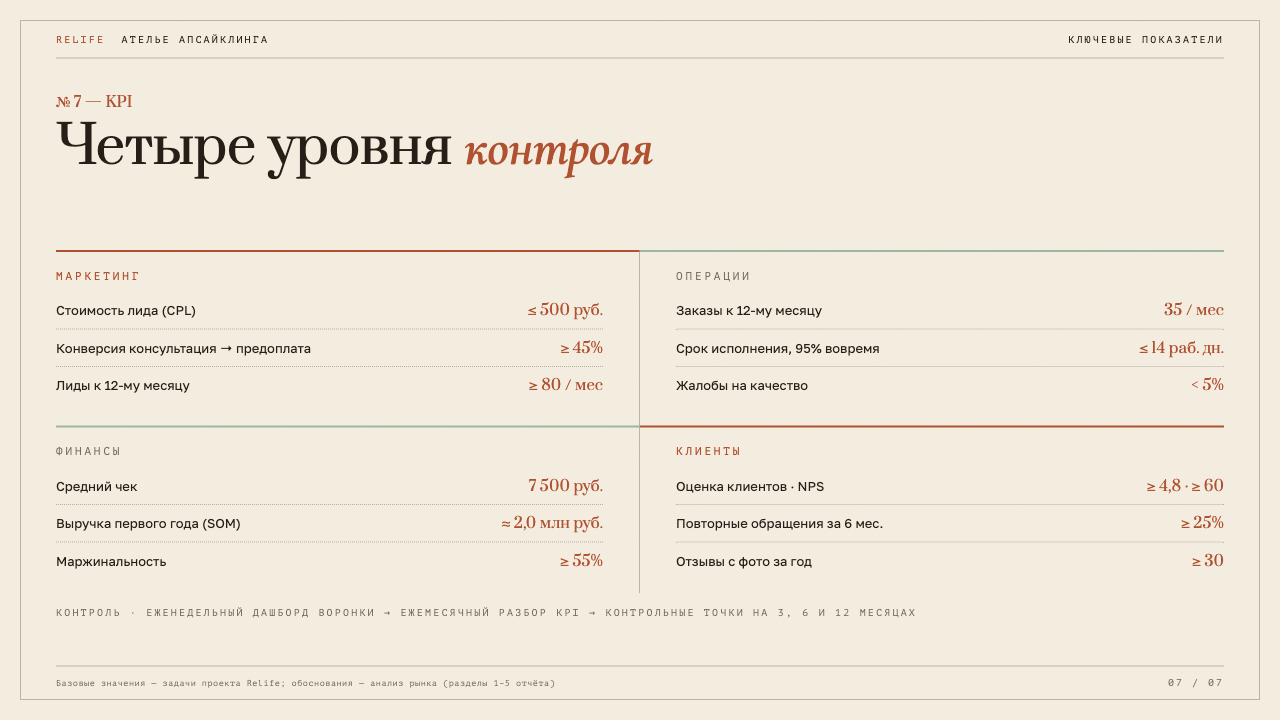 RELIFE АТЕЛЬЕ АПСАЙКЛИНГА
КЛЮЧЕВЫЕ ПОКАЗАТЕЛИ
№ 7 — KPI
Четыре уровня контроля
МАРКЕТИНГ
Стоимость лида (CPL) ≤ 500 руб.
Конверсия консультация → предоплата ≥ 45%
Лиды к 12-му месяцу ≥ 80 / мес
ОПЕРАЦИИ
Заказы к 12-му месяцу 35 / мес
Срок исполнения, 95% вовремя ≤ 14 раб. дн.
Жалобы на качество < 5%
ФИНАНСЫ
Средний чек 7 500 руб.
Выручка первого года (SOM) ≈ 2,0 млн руб.
Маржинальность ≥ 55%
КЛИЕНТЫ
Оценка клиентов · NPS ≥ 4,8 · ≥ 60
Повторные обращения за 6 мес. ≥ 25%
Отзывы с фото за год ≥ 30
КОНТРОЛЬ · ЕЖЕНЕДЕЛЬНЫЙ ДАШБОРД ВОРОНКИ → ЕЖЕМЕСЯЧНЫЙ РАЗБОР KPI → КОНТРОЛЬНЫЕ ТОЧКИ НА 3, 6 И 12 МЕСЯЦАХ
Базовые значения — задачи проекта Relife; обоснования — анализ рынка (разделы 1–5 отчёта)
07 / 07